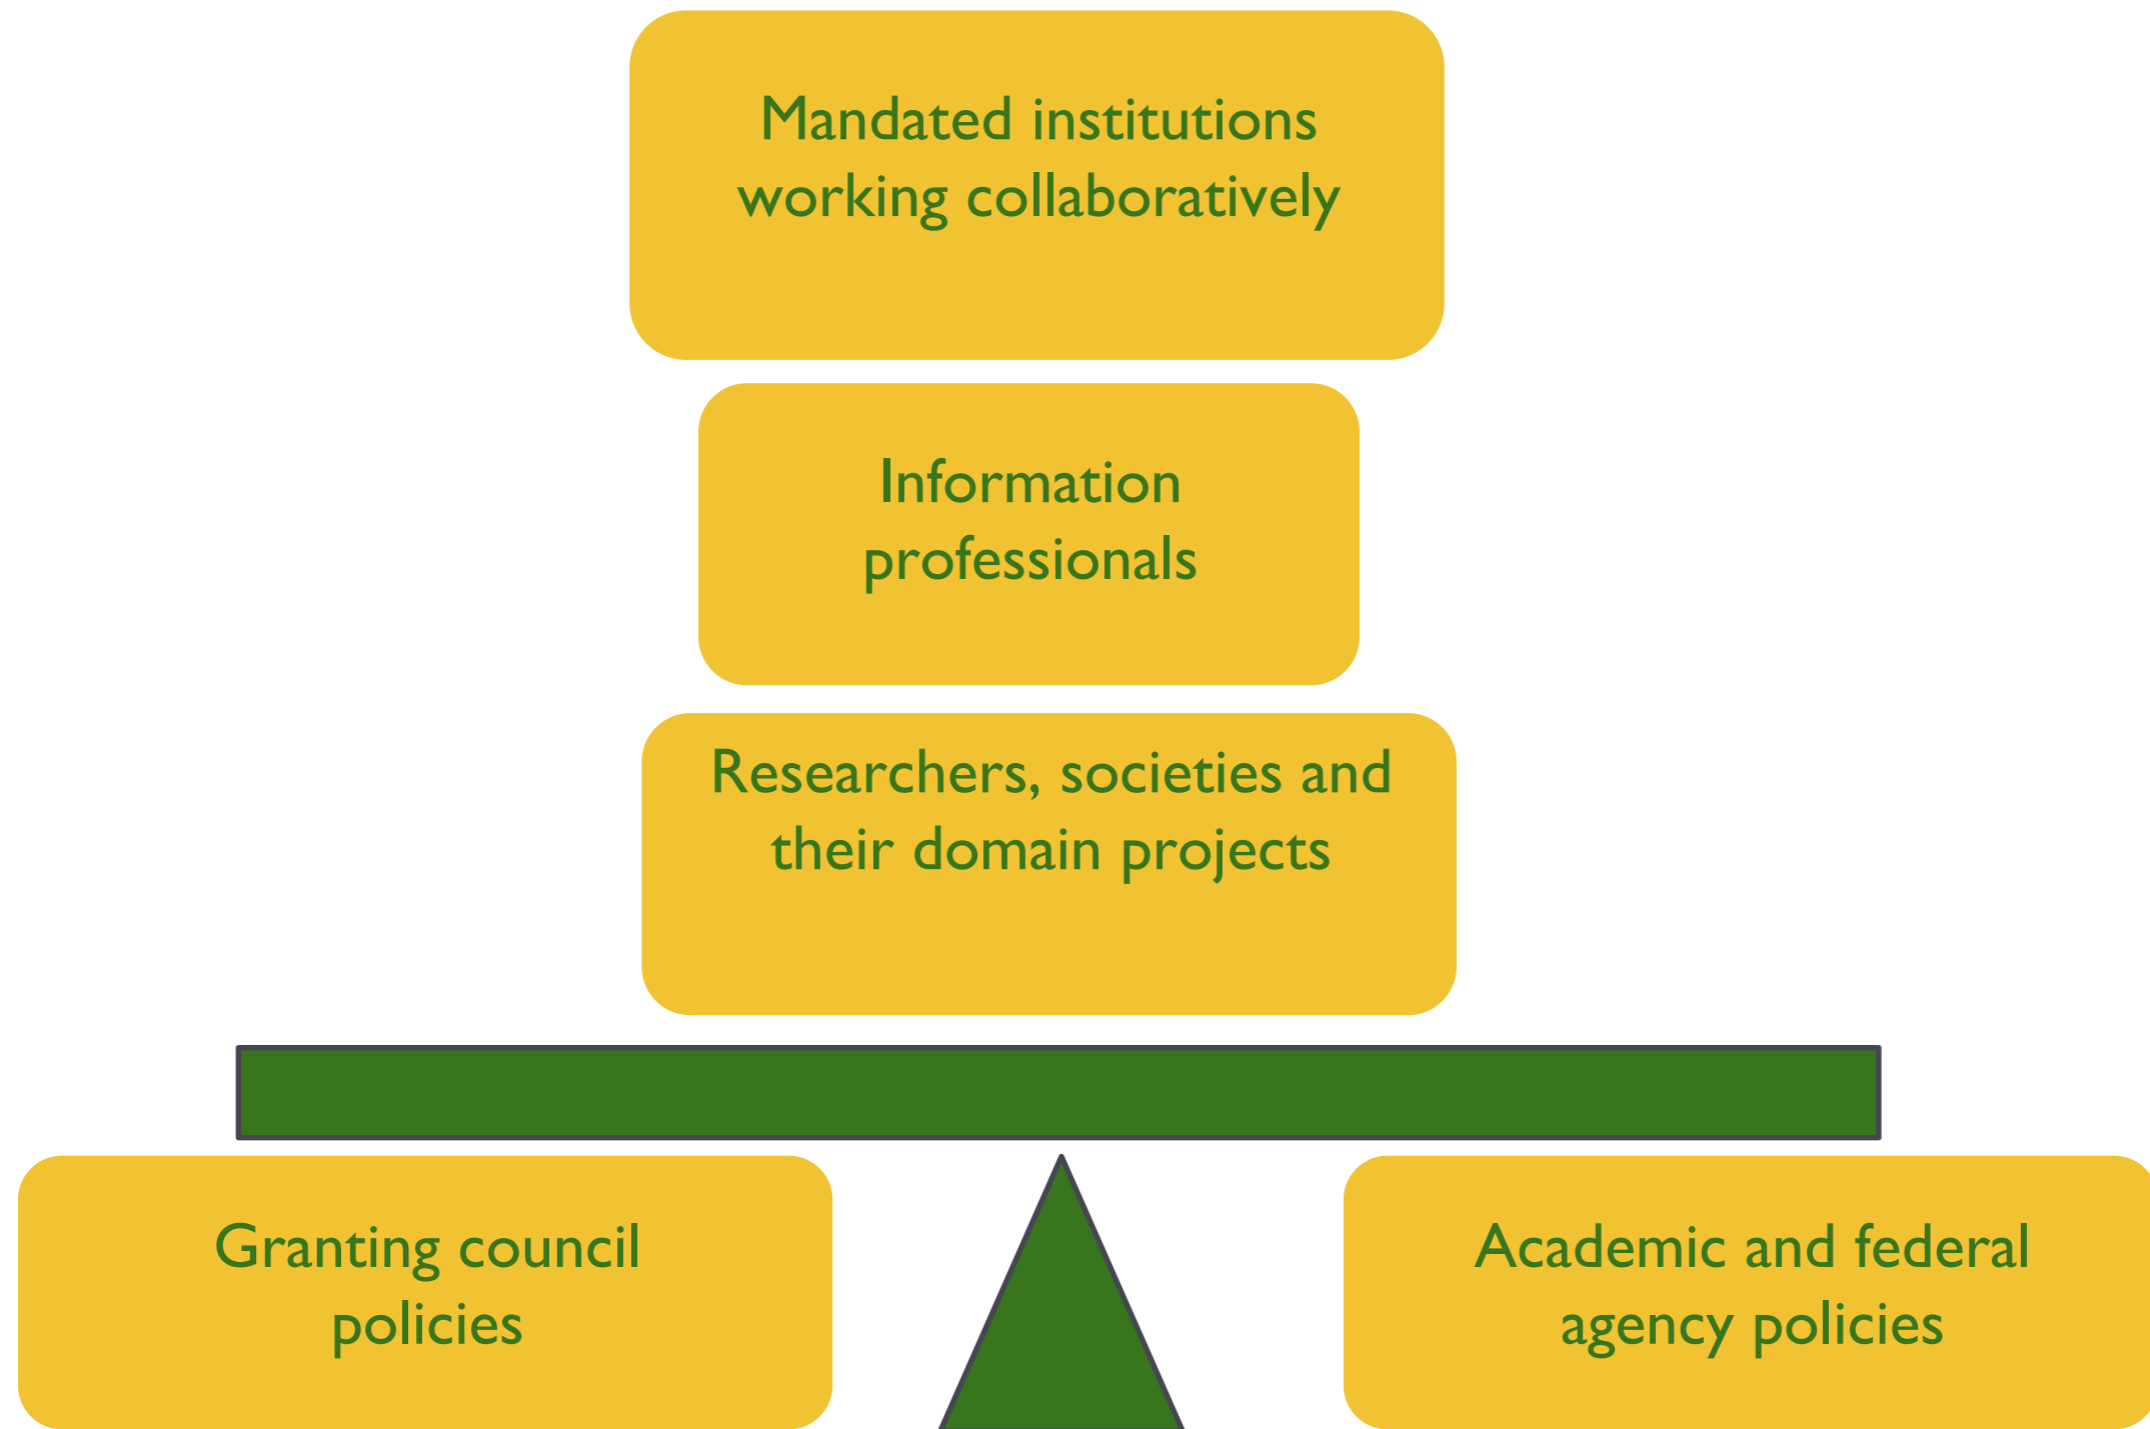 Mandated institutions
working collaboratively
Information
professionals
Researchers, societies and
their domain projects
Granting council
policies
Academic and federal
agency policies